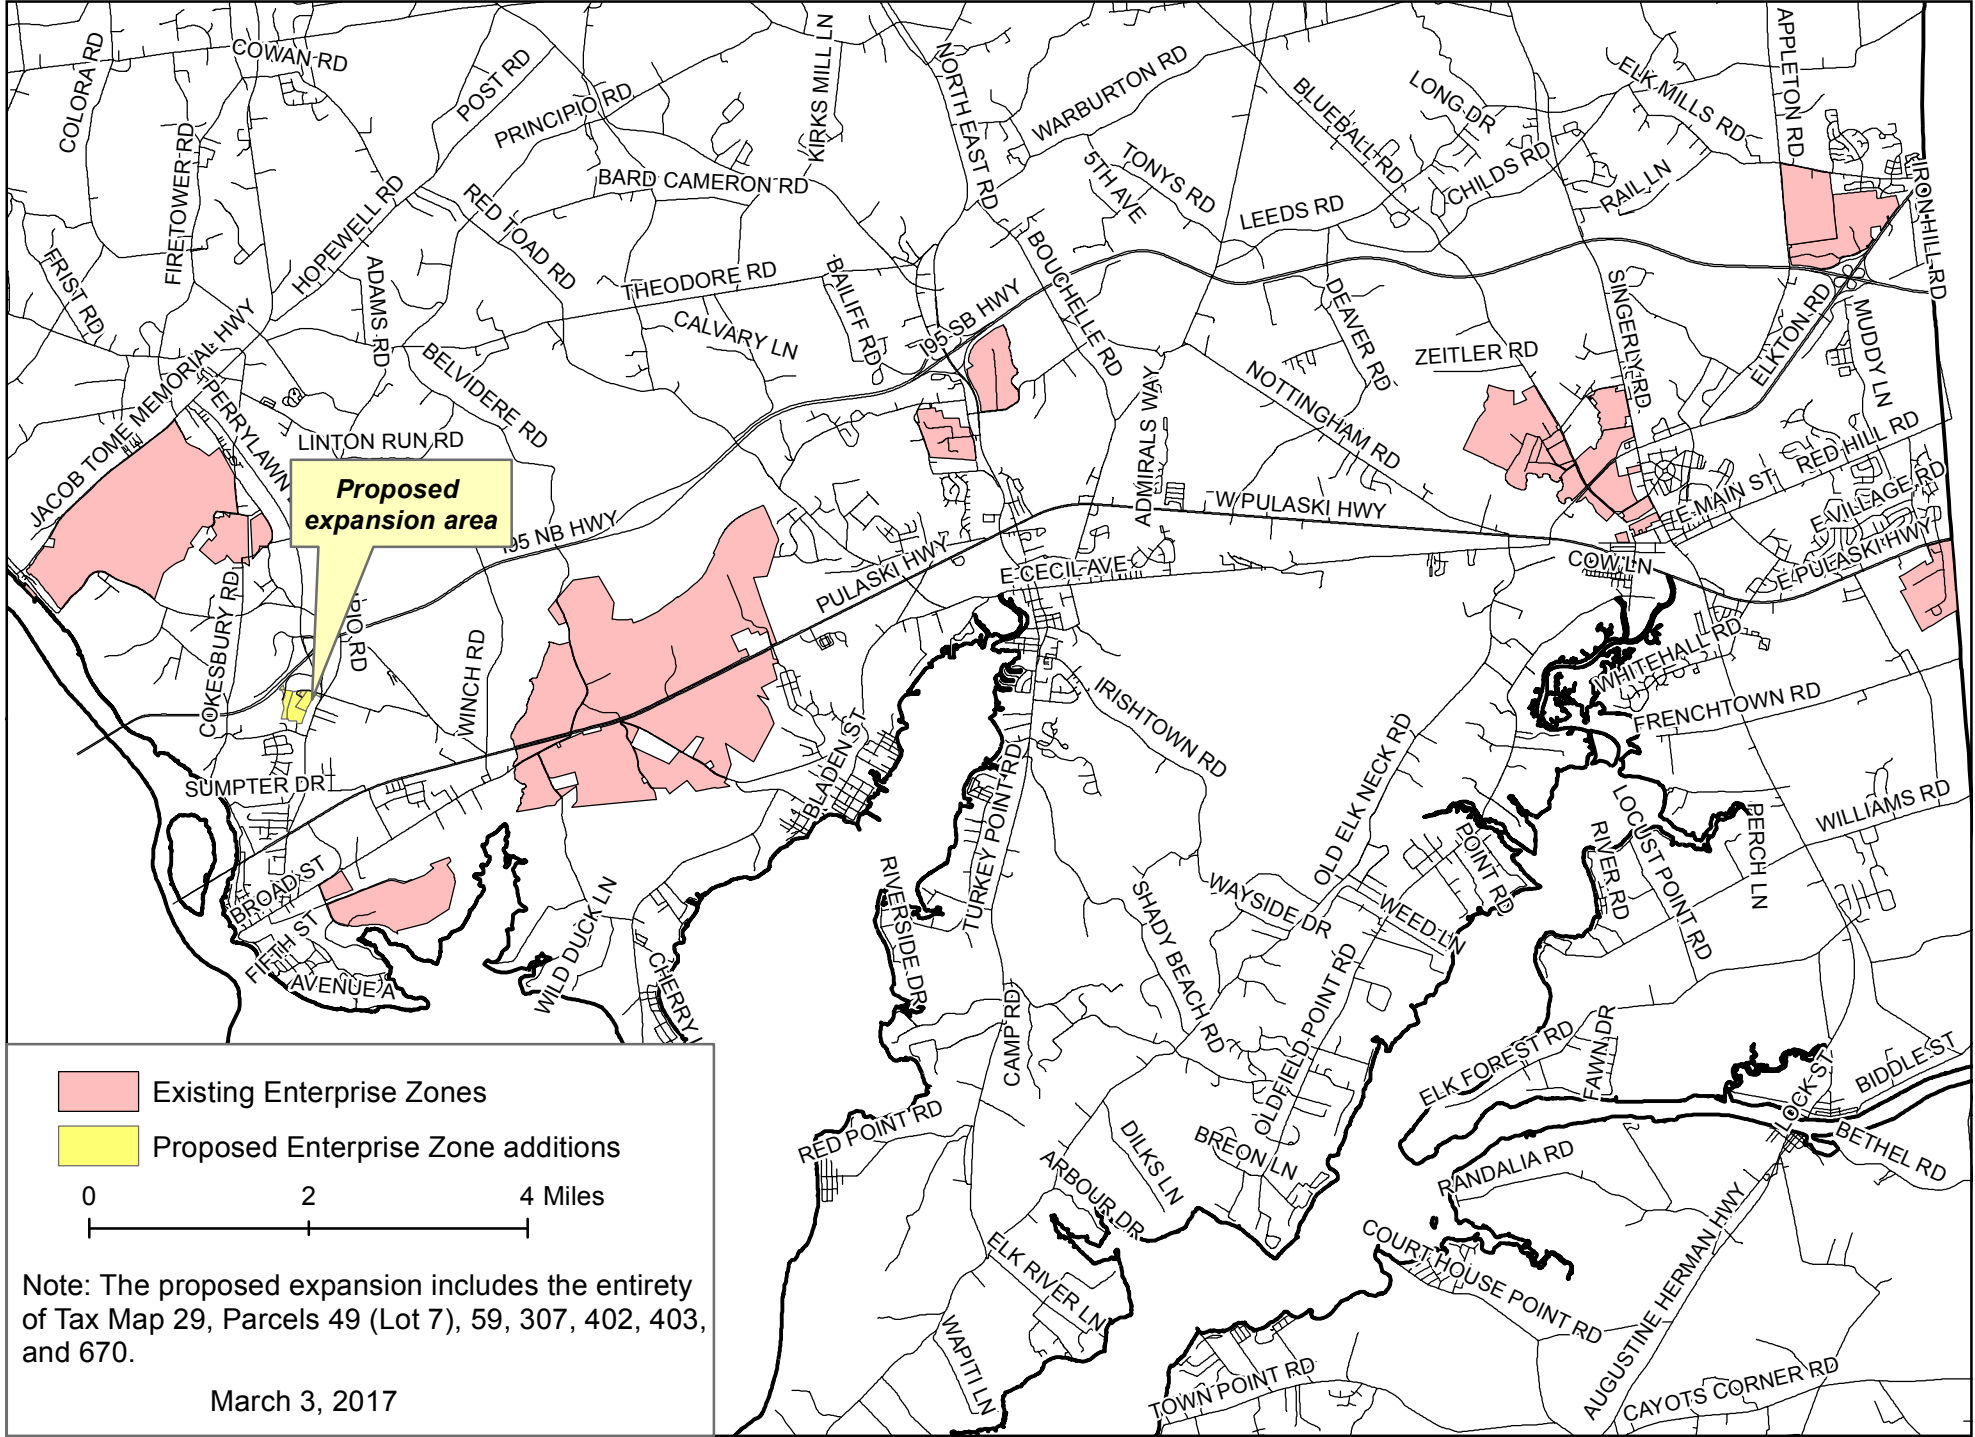 COWAN RD
COLORA RD
POST RD
PRINCIPIO RD
KIRKS MILL LN
NORTH EAST RD
WARBURTON RD
BLUEBALL RD
LONG DR
ELK MILLS RD
APPLETON RD
FIRETOWER RD
BARD CAMERON RD
5TH AVE
TONYS RD
LEEDS RD
CHILDS RD
RAIL LN
IRON HILL RD
FRIST RD
HOPEWELL RD
RED TOAD RD
ADAMS RD
THEODORE RD
BAILIFF RD
BOUCHELLE RD
DEAVER RD
SINGERLY RD
ELKTON RD
MUDDY LN
JACOB TOME MEMORIAL HWY
CALVARY LN
I95 SB HWY
ZEITLER RD
PERRYLAWN
BELVIDERE RD
LINTON RUN RD
ADMIRALS WAY
NOTTINGHAM RD
RED HILL RD
Proposed
expansion area
I95 NB HWY
W PULASKI HWY
E MAIN ST
E VILLAGE RD
PULASKI HWY
E CECIL AVE
COW LN
E PULASKI HWY
COKESBURY RD
PIO RD
WINCH RD
WHITEHALL RD
IRISHTOWN RD
FRENCHTOWN RD
SUMPTER DR
BLADEN ST
TURKEY POINT RD
OLD ELK NECK RD
LOCUST POINT RD
WILLIAMS RD
PERCH LN
RIVER RD
POINT RD
BROAD ST
FIFTH ST
AVENUE A
WILD DUCK LN
CHERRY
RIVERSIDE DR
SHADY BEACH RD
WAYSIDE DR
WEED LN
OLDFIELD POINT RD
CAMP RD
ELK FOREST RD
FAWN DR
LOCK ST
BIDDLE ST
BETHEL RD
RED POINT RD
DILKS LN
BREON LN
ARBOUR DR
RANDALIA RD
ELK RIVER LN
COURT HOUSE POINT RD
AUGUSTINE HERMAN HWY
WAPITI LN
TOWN POINT RD
CAYOTS CORNER RD
Existing Enterprise Zones
Proposed Enterprise Zone additions
0 2 4 Miles
Note: The proposed expansion includes the entirety
of Tax Map 29, Parcels 49 (Lot 7), 59, 307, 402, 403,
and 670.
March 3, 2017